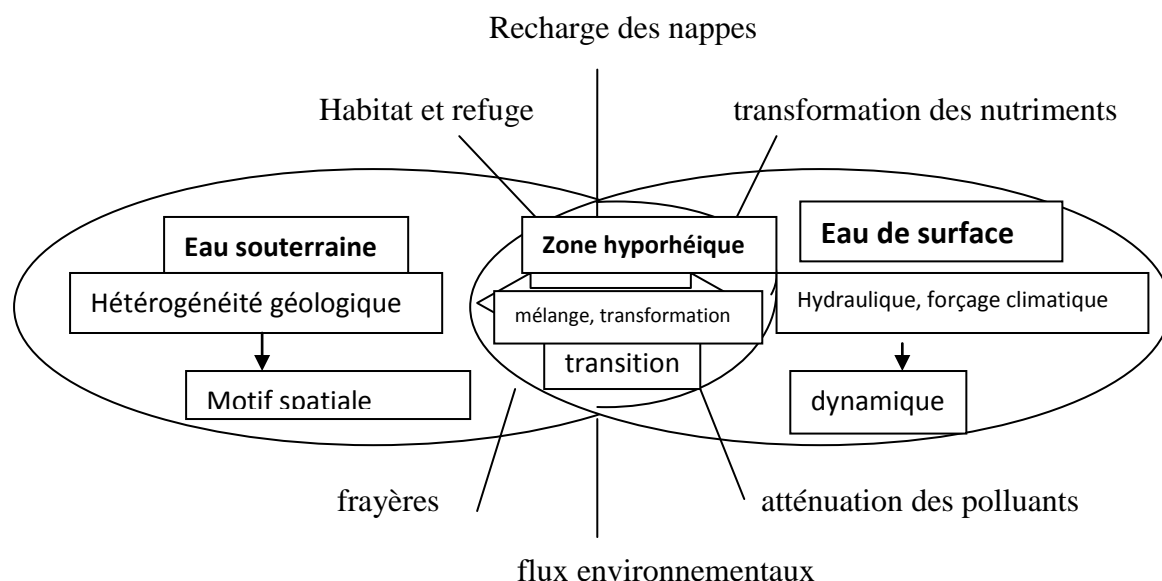 Recharge des nappes
Habitat et refuge
transformation des nutriments
Eau souterraine
Zone hyporhéique
Eau de surface
Hétérogénéité géologique
mélange, transformation
Hydraulique, forçage climatique
transition
Motif spatiale
dynamique
frayères
atténuation des polluants
flux environnementaux